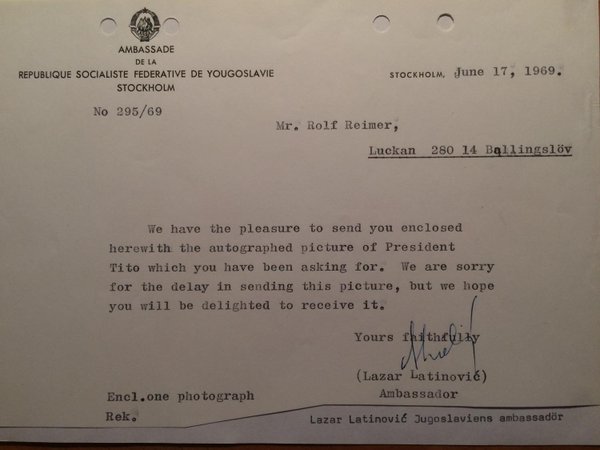 AMBASSADE
DE LA
REPUBLIQUE SOCIALISTE FEDERATIVE DE YOUGOSLAVIE
STOCKHOLM
STOCKHOLM, June 17, 1969.
No 295/69
Mr. Rolf Reimer,
Luckan 280 14 Ballingslöv
We have the pleasure to send you enclosed
herewith the autographed picture of President
Tito which you have been asking for. We are sorry
for the delay in sending this picture, but we hope
you will be delighted to receive it.
Yours faithfully
(Lazar Latinović)
Ambassador
Encl.one photograph
Rek.
Lazar Latinović Jugoslaviens ambassadör